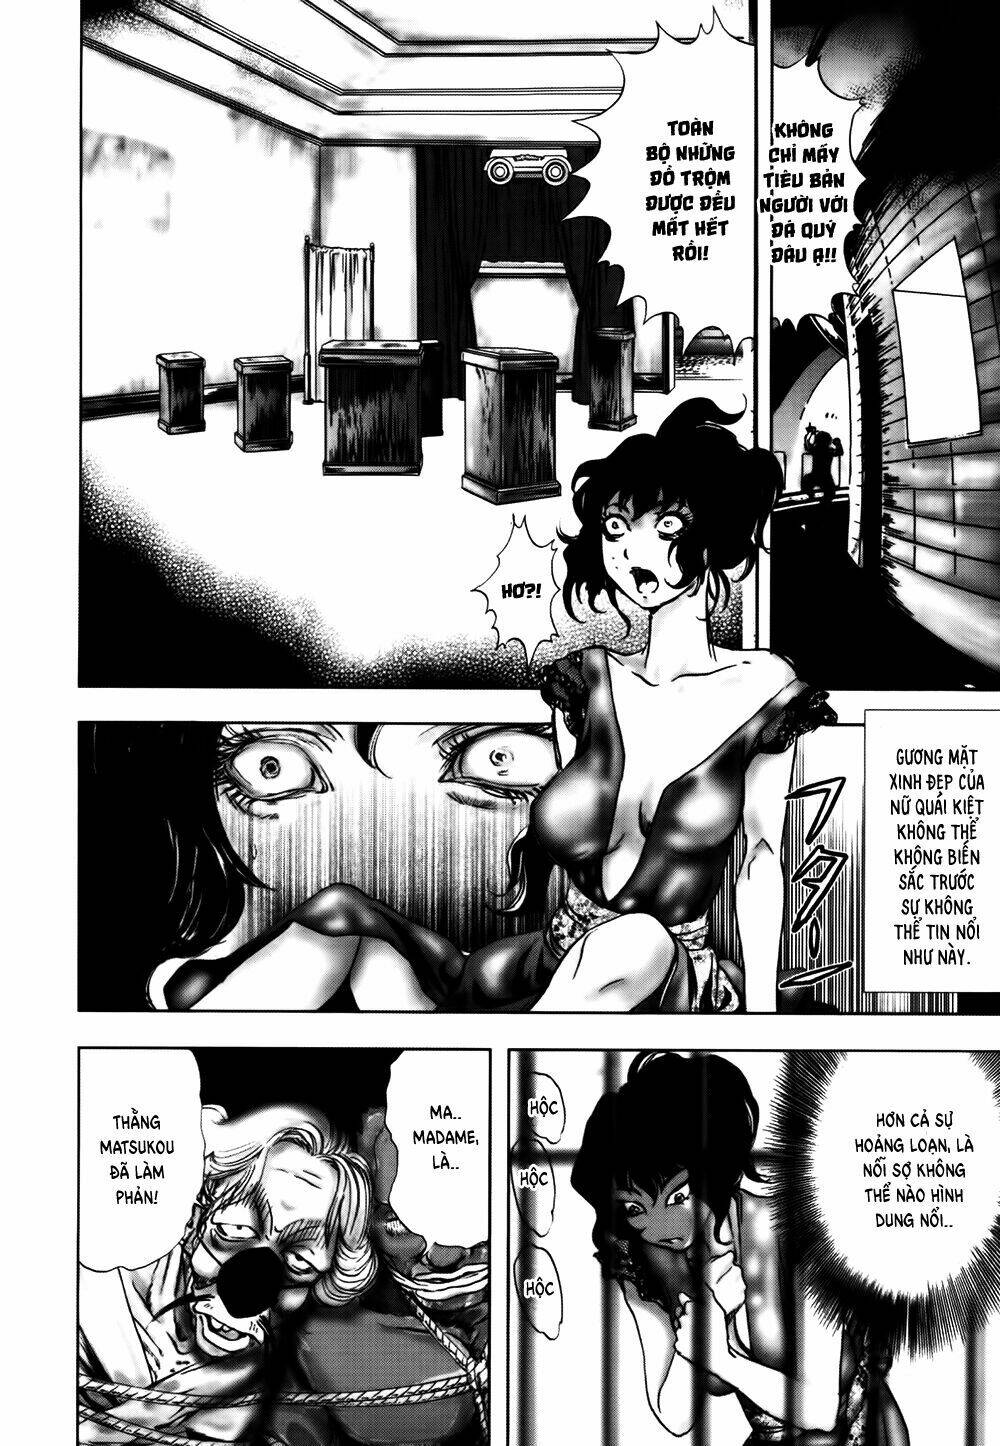 KHÔNG
CHỈ MẤY
TIÊU BẢN
NGƯỜI VỚI
ĐÁ QUÝ
ĐÂU Ạ!!
TOÀN
BỘ NHỮNG
ĐỒ TRỘM
ĐƯỢC ĐỀU
MẤT HẾT
RỒI!
HƠ?!
GƯƠNG MẶT
XINH ĐẸP CỦA
NỮ QUÁI KIỆT
KHÔNG THỂ
KHÔNG BIẾN
SẮC TRƯỚC
SỰ KHÔNG
THỂ TIN NỔI
NHƯ NÀY.
HƠN CẢ SỰ
HOẢNG LOẠN, LÀ
NỖI SỢ KHÔNG
THỂ NÀO HÌNH
DUNG NỔI..
HỘC
HỘC
HỘC
MA..
MADAME,
LÀ..
THẰNG
MATSUKOU
ĐÃ LÀM
PHẢN!